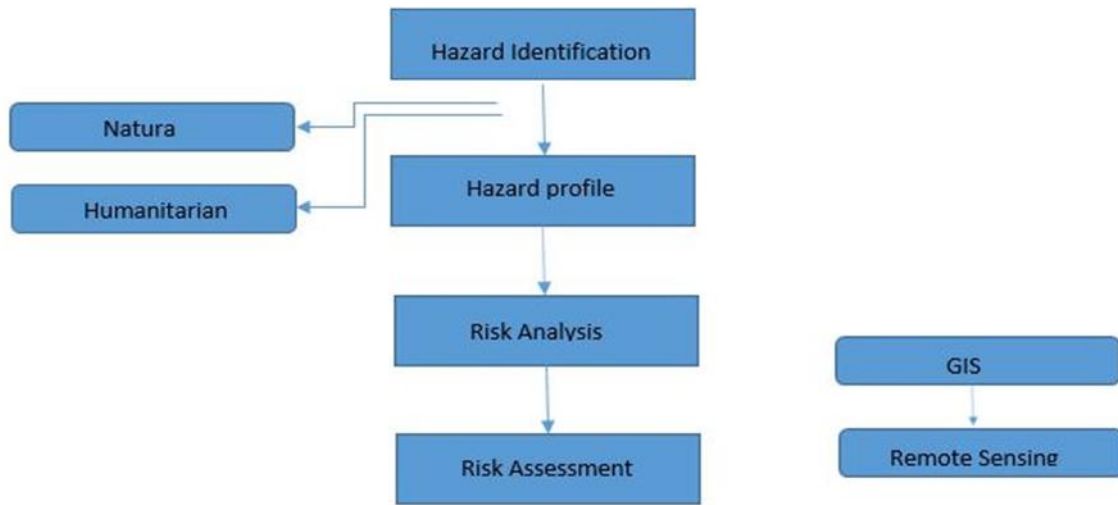 Hazard Identification
Natura
Hazard profile
Humanitarian
Risk Analysis
GIS
Risk Assessment
Remote Sensing